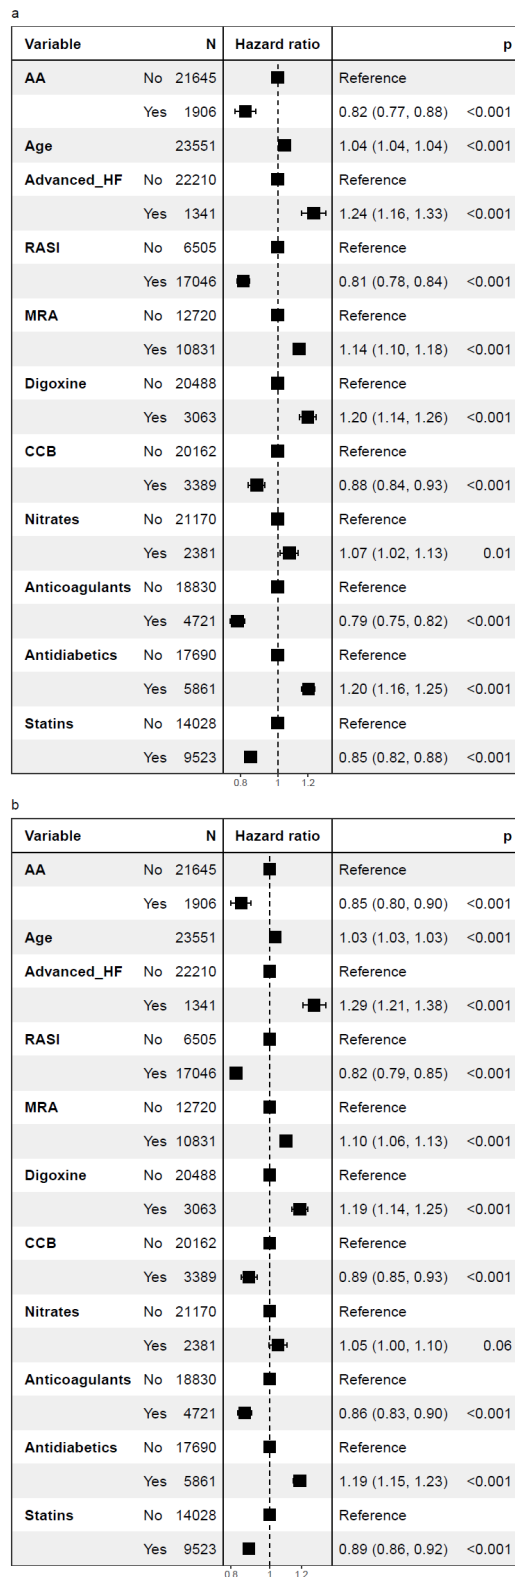 a
Variable N Hazard ratio p
AA No 21645 Reference
Yes 1906 0.82 (0.77, 0.88) <0.001
Age 23551 1.04 (1.04, 1.04) <0.001
Advanced_HF No 22210 Reference
Yes 1341 1.24 (1.16, 1.33) <0.001
RASI No 6505 Reference
Yes 17046 0.81 (0.78, 0.84) <0.001
MRA No 12720 Reference
Yes 10831 1.14 (1.10, 1.18) <0.001
Digoxine No 20488 Reference
Yes 3063 1.20 (1.14, 1.26) <0.001
CCB No 20162 Reference
Yes 3389 0.88 (0.84, 0.93) <0.001
Nitrates No 21170 Reference
Yes 2381 1.07 (1.02, 1.13) 0.01
Anticoagulants No 18830 Reference
Yes 4721 0.79 (0.75, 0.82) <0.001
Antidiabetics No 17690 Reference
Yes 5861 1.20 (1.16, 1.25) <0.001
Statins No 14028 Reference
Yes 9523 0.85 (0.82, 0.88) <0.001
0.8 1 1.2
b
Variable N Hazard ratio p
AA No 21645 Reference
Yes 1906 0.85 (0.80, 0.90) <0.001
Age 23551 1.03 (1.03, 1.03) <0.001
Advanced_HF No 22210 Reference
Yes 1341 1.29 (1.21, 1.38) <0.001
RASI No 6505 Reference
Yes 17046 0.82 (0.79, 0.85) <0.001
MRA No 12720 Reference
Yes 10831 1.10 (1.06, 1.13) <0.001
Digoxine No 20488 Reference
Yes 3063 1.19 (1.14, 1.25) <0.001
CCB No 20162 Reference
Yes 3389 0.89 (0.85, 0.93) <0.001
Nitrates No 21170 Reference
Yes 2381 1.05 (1.00, 1.10) 0.06
Anticoagulants No 18830 Reference
Yes 4721 0.86 (0.83, 0.90) <0.001
Antidiabetics No 17690 Reference
Yes 5861 1.19 (1.15, 1.23) <0.001
Statins No 14028 Reference
Yes 9523 0.89 (0.86, 0.92) <0.001
0.8 1 1.2